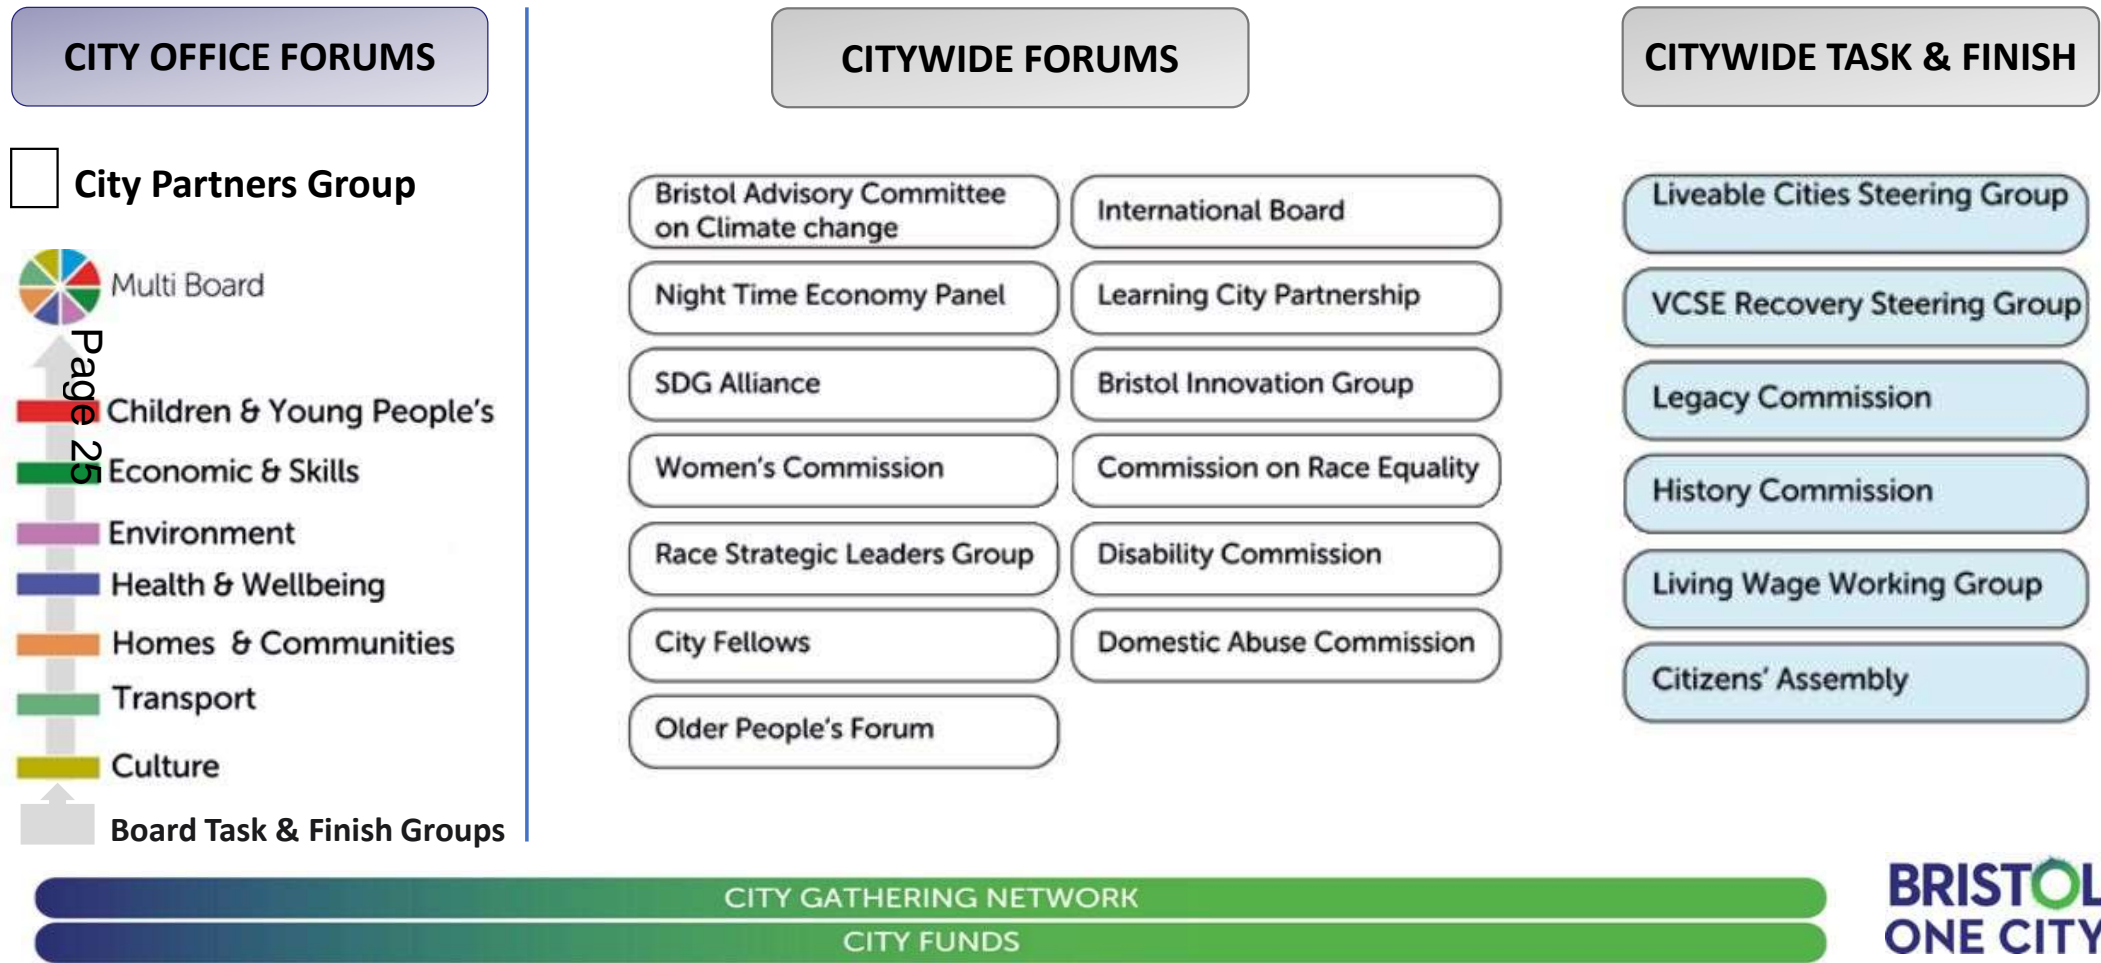 CITY OFFICE FORUMS
City Partners Group
Multi Board
Page 25
Children & Young People's
Economic & Skills
Environment
Health & Wellbeing
Homes & Communities
Transport
Culture
Board Task & Finish Groups
CITYWIDE FORUMS
Bristol Advisory Committee
on Climate change
Night Time Economy Panel
SDG Alliance
Women's Commission
Race Strategic Leaders Group
City Fellows
Older People's Forum
International Board
Learning City Partnership
Bristol Innovation Group
Commission on Race Equality
Disability Commission
Domestic Abuse Commission
CITYWIDE TASK & FINISH
Liveable Cities Steering Group
VCSE Recovery Steering Group
Legacy Commission
History Commission
Living Wage Working Group
Citizens' Assembly
CITY GATHERING NETWORK
CITY FUNDS
BRISTOL
ONE CITY